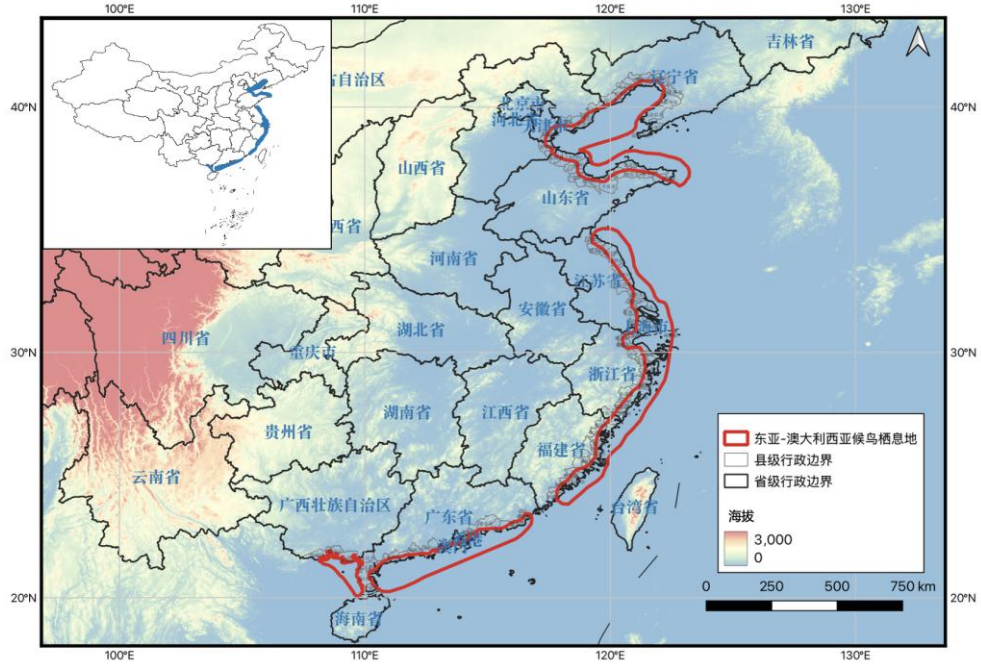 100°E
110°E
120°E
130°E
吉林省
自治区
辽宁省
40°N
40°N
北京市
河北
山西省
山东省
西省
河南省
江苏省
安徽省
四川省
湖北省
重庆市
30°N
30°N
浙江省
湖南省
江西省
贵州省
福建省
云南省
广西壮族自治区
广东省
台湾省
东亚-澳大利西亚候鸟栖息地
县级行政边界
省级行政边界
海拔
3,000
0
0
250
500
750 km
20°N
20°N
海南省
100°E
110°E
120°E
130°E